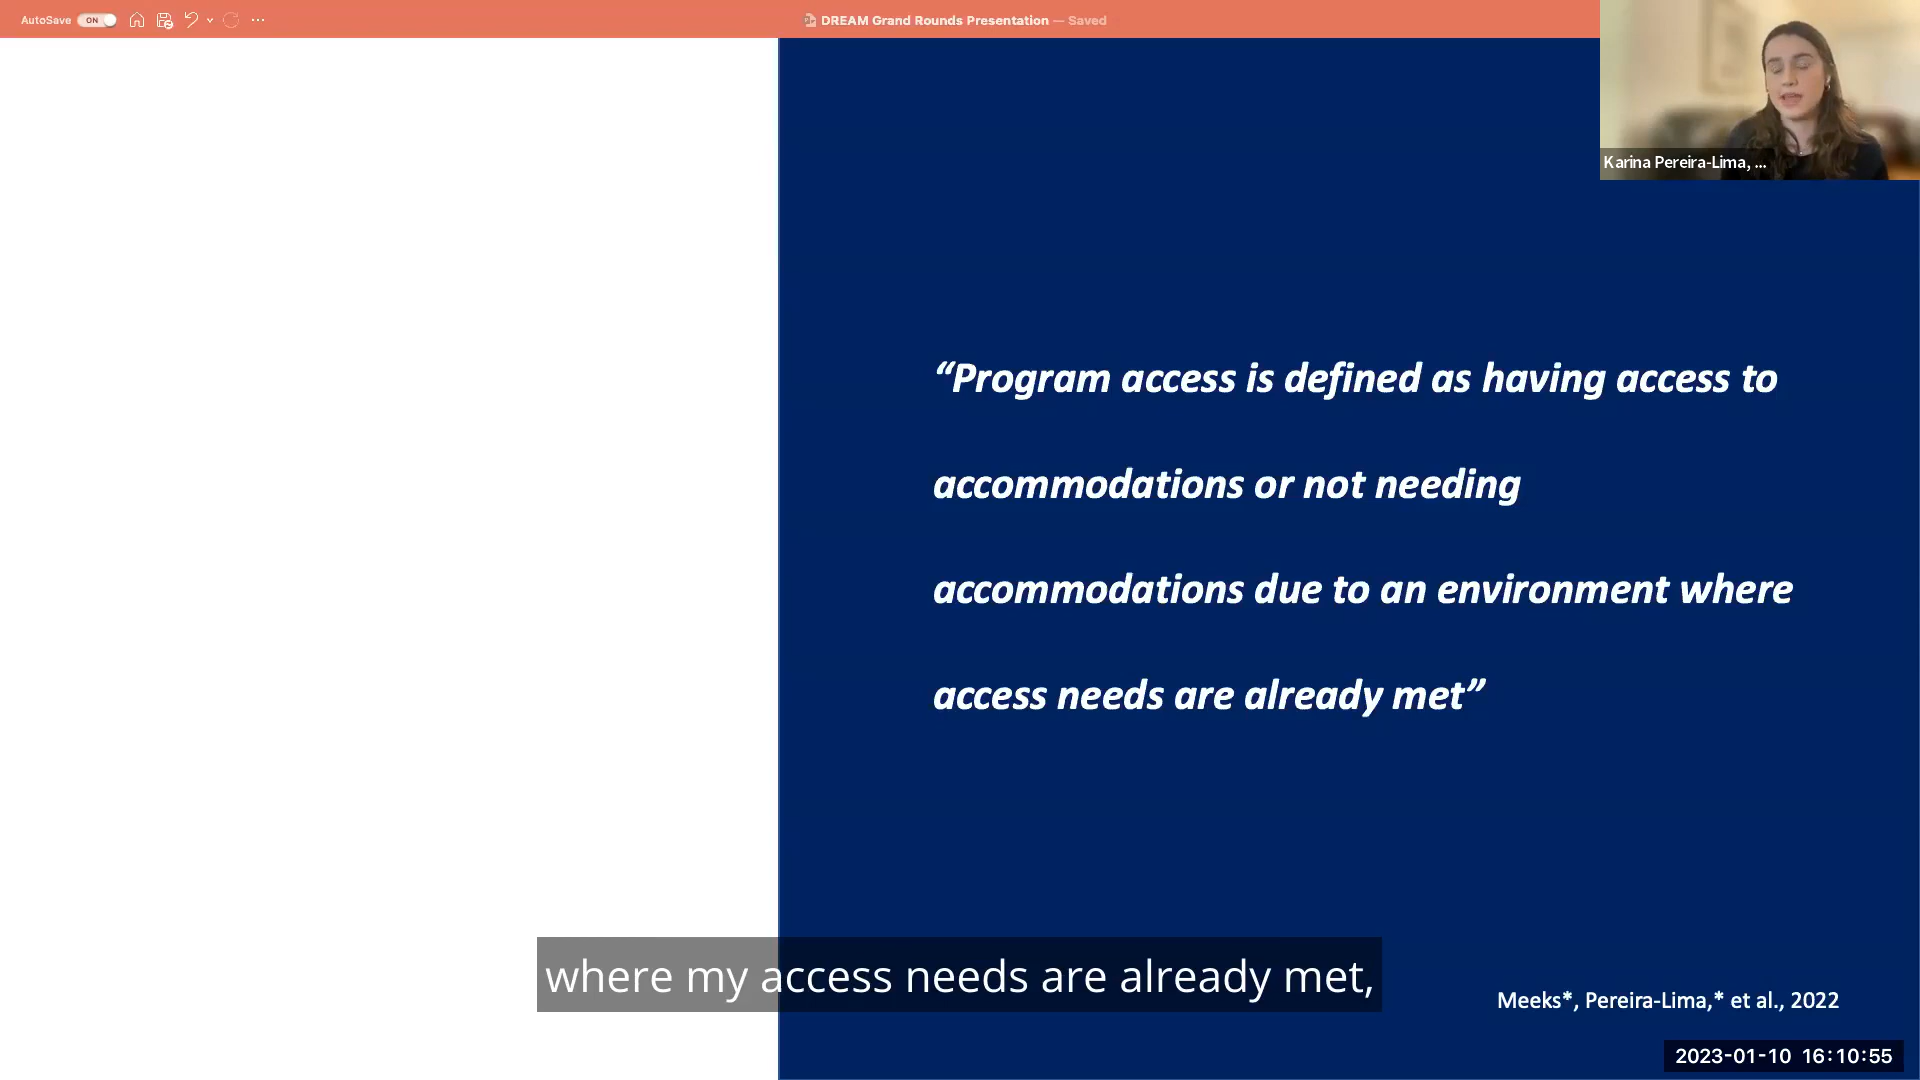 AutoSave ON
DREAM Grand Rounds Presentation — Saved
Karina Pereira-Lima, ...
“Program access is defined as having access to
accommodations or not needing
accommodations due to an environment where
access needs are already met”
where my access needs are already met,
Meeks*, Pereira-Lima,* et al., 2022
2023-01-10 16:10:55